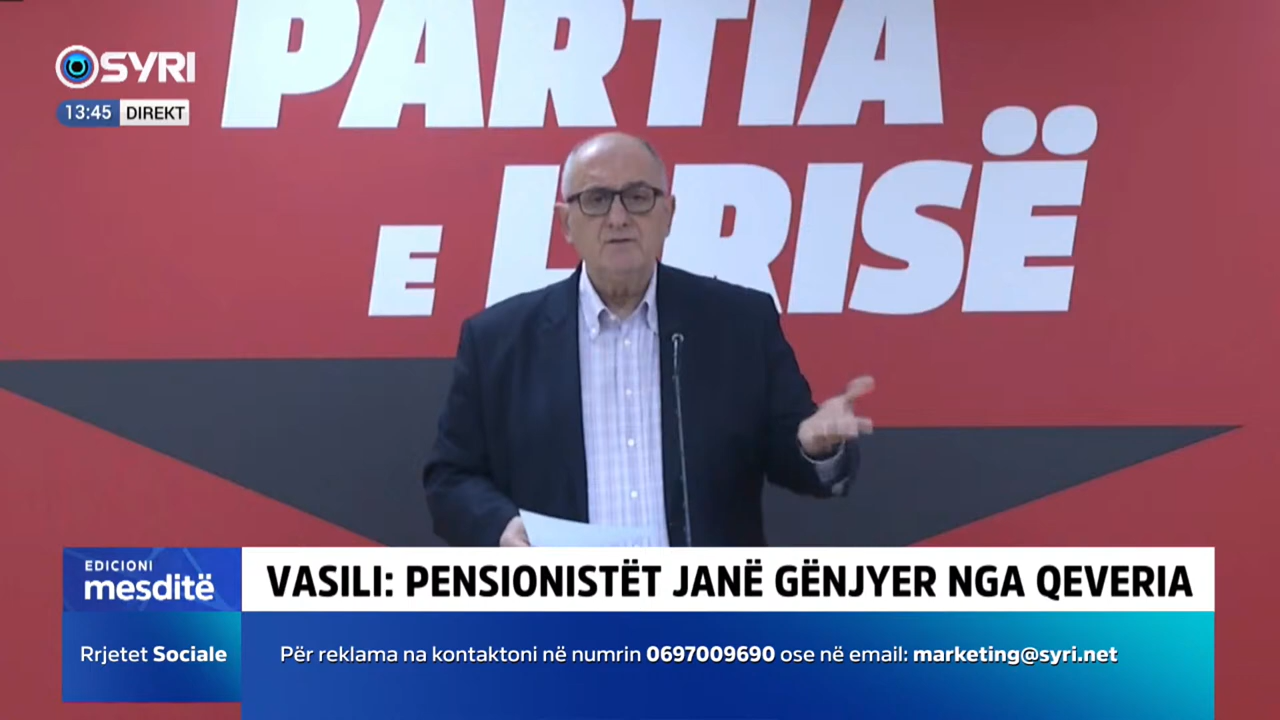 PARTIA
E LIRISË
SYRI
13:45 DIREKT
EDICIONI
mesditë
VASILI: PENSIONISTËT JANË GËNJYER NGA QEVERIA
Rrjetet Sociale
Për reklama na kontaktoni në numrin 0697009690 ose në email: marketing@syri.net